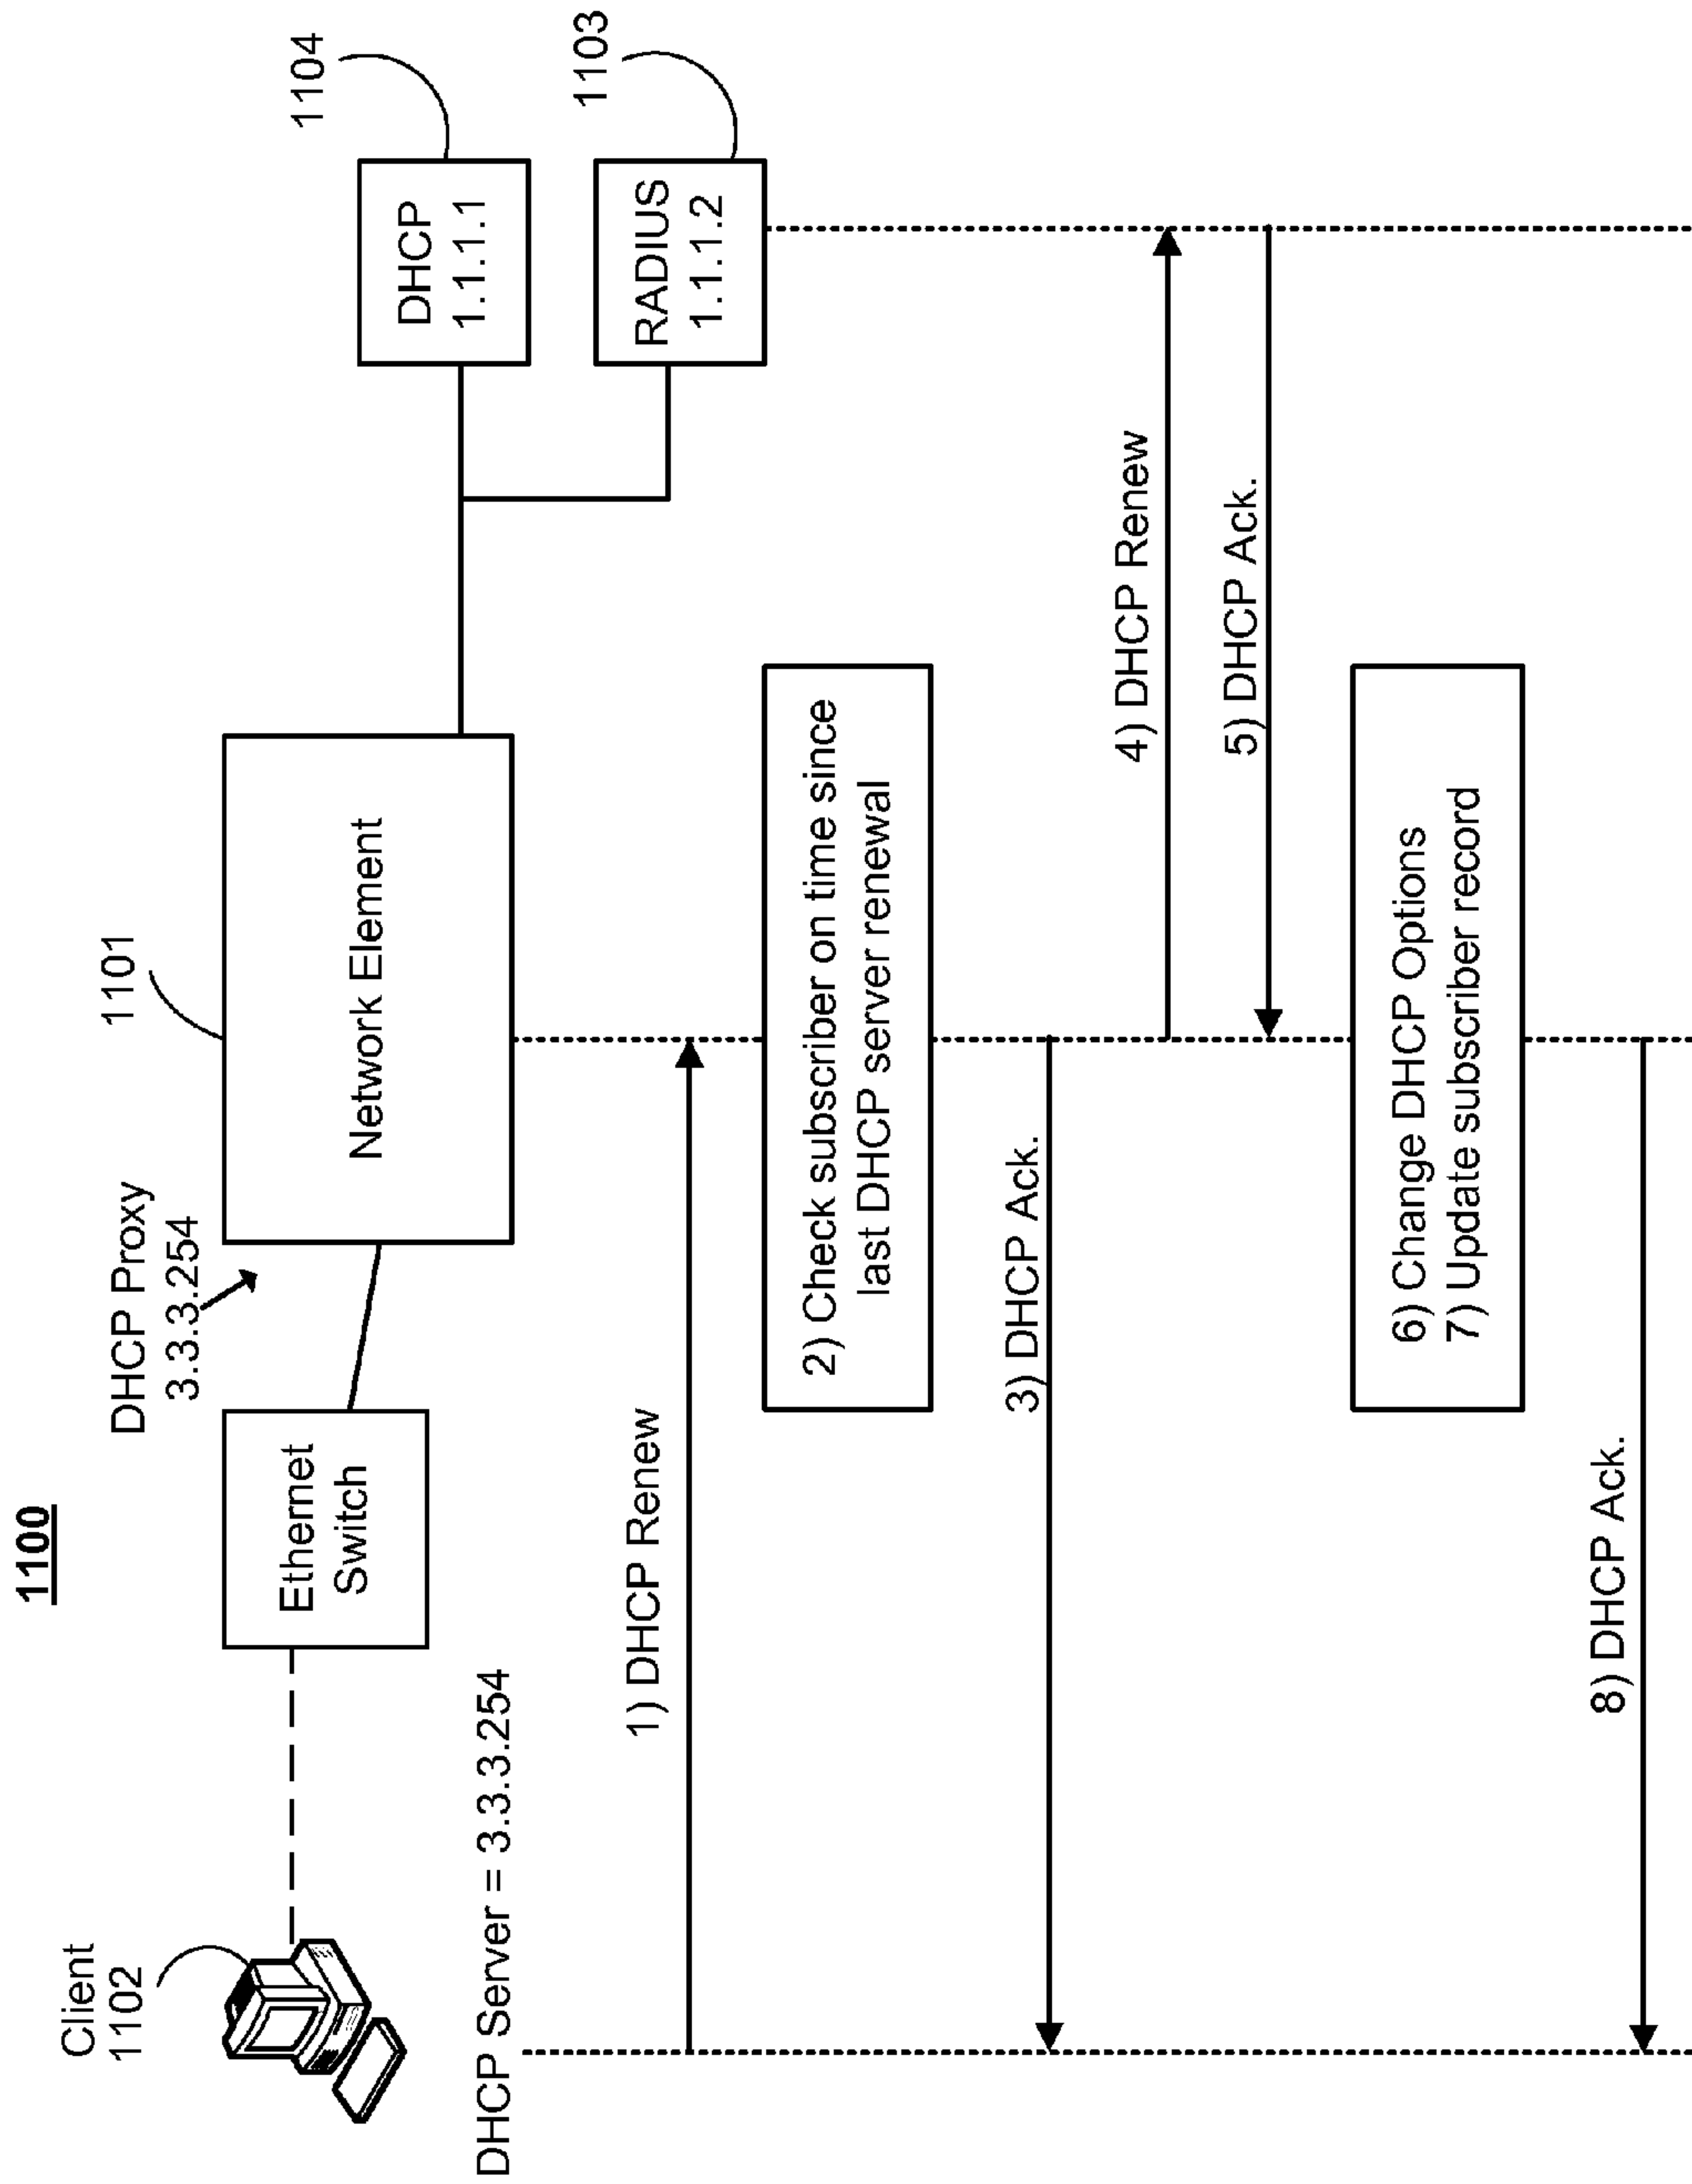 1100
Client
1102
Ethernet
Switch
DHCP Proxy
3.3.3.254
1101
Network Element
DHCP
1.1.1.1
1104
RADIUS
1.1.1.2
1103
DHCP Server = 3.3.3.254
1) DHCP Renew
2) Check subscriber on time since
last DHCP server renewal
3) DHCP Ack.
4) DHCP Renew
5) DHCP Ack.
6) Change DHCP Options
7) Update subscriber record
8) DHCP Ack.